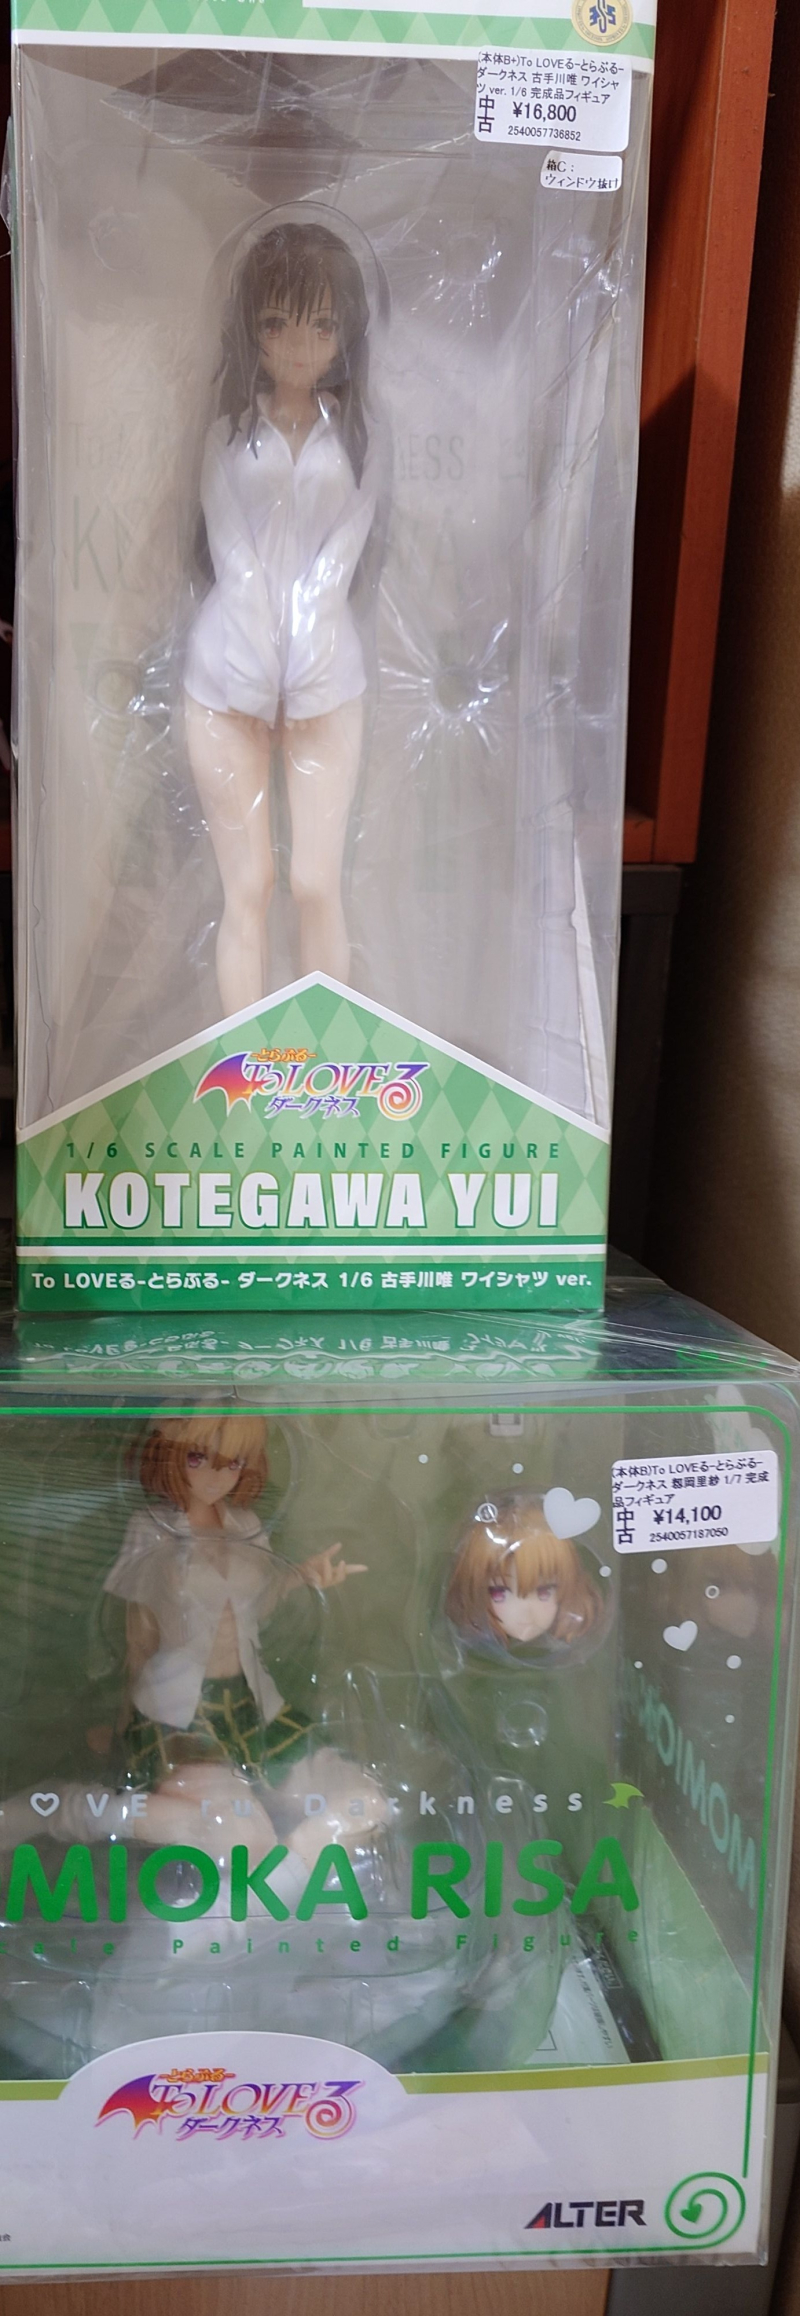 (本体B+)To LOVEる-とらぶる-
ダークネス 古手川唯 ワイシャ
ツ ver. 1/6 完成品フィギュア
中古 ¥16,800
2540057736852
箱C：
ウィンドウ抜け
-とらぶる-
To LOVEる
ダークネス
1/6 SCALE PAINTED FIGURE
KOTEGAWA YUI
To LOVEる-とらぶる- ダークネス 1/6 古手川唯 ワイシャツ ver.
(本体B)To LOVEる-とらぶる-
ダークネス 籾岡里紗 1/7 完成
品フィギュア
中古 ¥14,100
2540057187050
VE ru Darkness
MIOKA RISA
cale Painted Figure
MOMIOKA
-とらぶる-
To LOVEる
ダークネス
ALTER